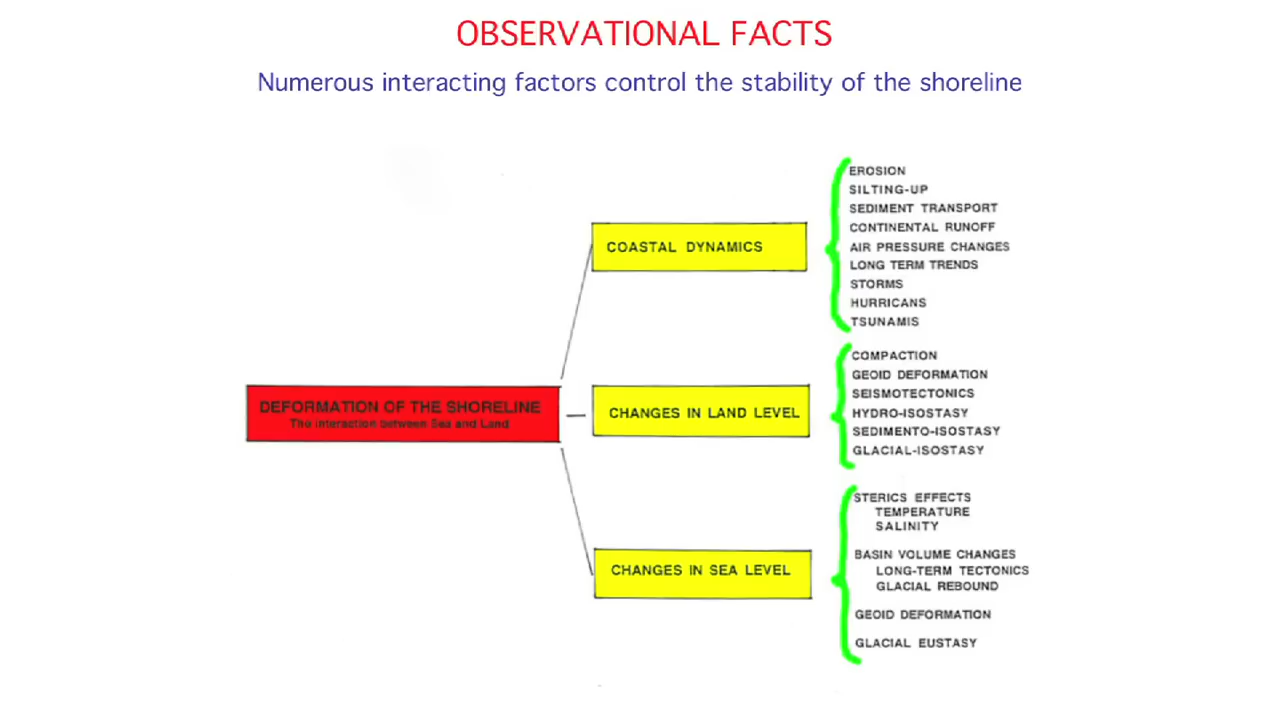 OBSERVATIONAL FACTS
Numerous interacting factors control the stability of the shoreline
DEFORMATION OF THE SHORELINE
The interaction between Sea and Land
COASTAL DYNAMICS
EROSION
SILTING-UP
SEDIMENT TRANSPORT
CONTINENTAL RUNOFF
AIR PRESSURE CHANGES
LONG TERM TRENDS
STORMS
HURRICANS
TSUNAMIS
CHANGES IN LAND LEVEL
COMPACTION
GEOID DEFORMATION
SEISMOTECTONICS
HYDRO-ISOSTASY
SEDIMENTO-ISOSTASY
GLACIAL-ISOSTASY
CHANGES IN SEA LEVEL
STERICS EFFECTS
TEMPERATURE
SALINITY
BASIN VOLUME CHANGES
LONG-TERM TECTONICS
GLACIAL REBOUND
GEOID DEFORMATION
GLACIAL EUSTASY